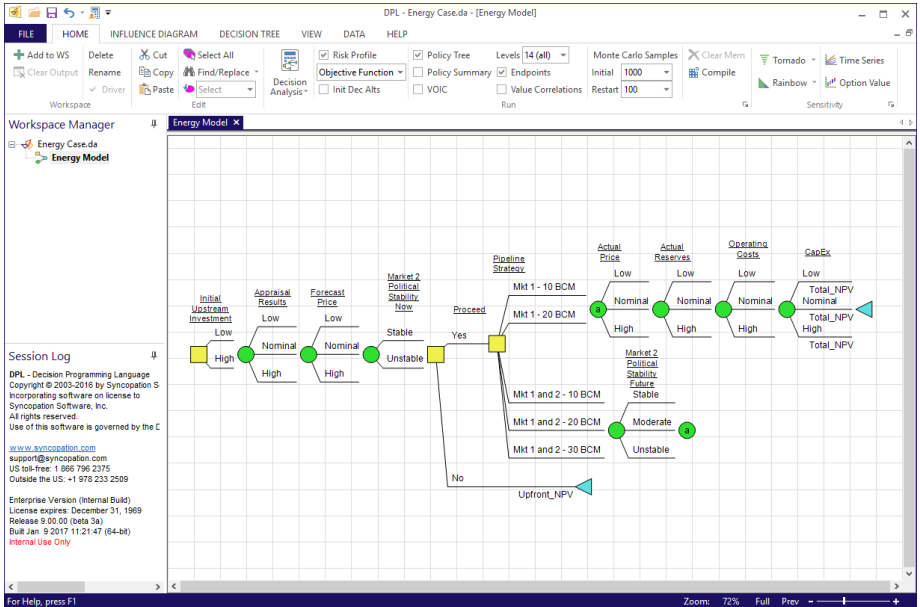 DPL - Energy Case.da - [Energy Model]
FILE HOME INFLUENCE DIAGRAM DECISION TREE VIEW DATA HELP
Add to WS Delete Cut Select All Risk Profile Policy Tree Levels 14 (all) Monte Carlo Samples Clear Mem Tornado Time Series
Clear Output Rename Copy Find/Replace Decision Analysis Objective Function Policy Summary Endpoints Initial 1000 Compile Rainbow Option Value
Driver Paste Select Init Dec Alts VOIC Value Correlations Restart 100
Workspace Edit Run Sensitivity
Workspace Manager
Energy Case.da
Energy Model
Session Log
DPL - Decision Programming Language
Copyright © 2003-2016 by Syncopation S
Incorporating software on license to
Syncopation Software, Inc.
All rights reserved.
Use of this software is governed by the D
www.syncopation.com
support@syncopation.com
US toll-free: 1 866 796 2375
Outside the US: +1 978 233 2509
Enterprise Version (Internal Build)
License expires: December 31, 1969
Release 9.00.00 (beta 3a)
Built Jan 9 2017 11:21:47 (64-bit)
Internal Use Only
Energy Model
Initial
Upstream
Investment
Low
High
Appraisal
Results
Low
Nominal
High
Forecast
Price
Low
Nominal
High
Market 2
Political
Stability
Now
Stable
Unstable
Proceed
Yes
No
Upfront_NPV
Pipeline
Strategy
Mkt 1 - 10 BCM
Mkt 1 - 20 BCM
Mkt 1 and 2 - 10 BCM
Mkt 1 and 2 - 20 BCM
Mkt 1 and 2 - 30 BCM
Actual
Price
a
Low
Nominal
High
Actual
Reserves
Low
Nominal
High
Operating
Costs
Low
Nominal
High
CapEx
Low
Total_NPV
Nominal
Total_NPV
High
Total_NPV
Market 2
Political
Stability
Future
Stable
Moderate
Unstable
a
For Help, press F1
Zoom: 72% Full Prev - +